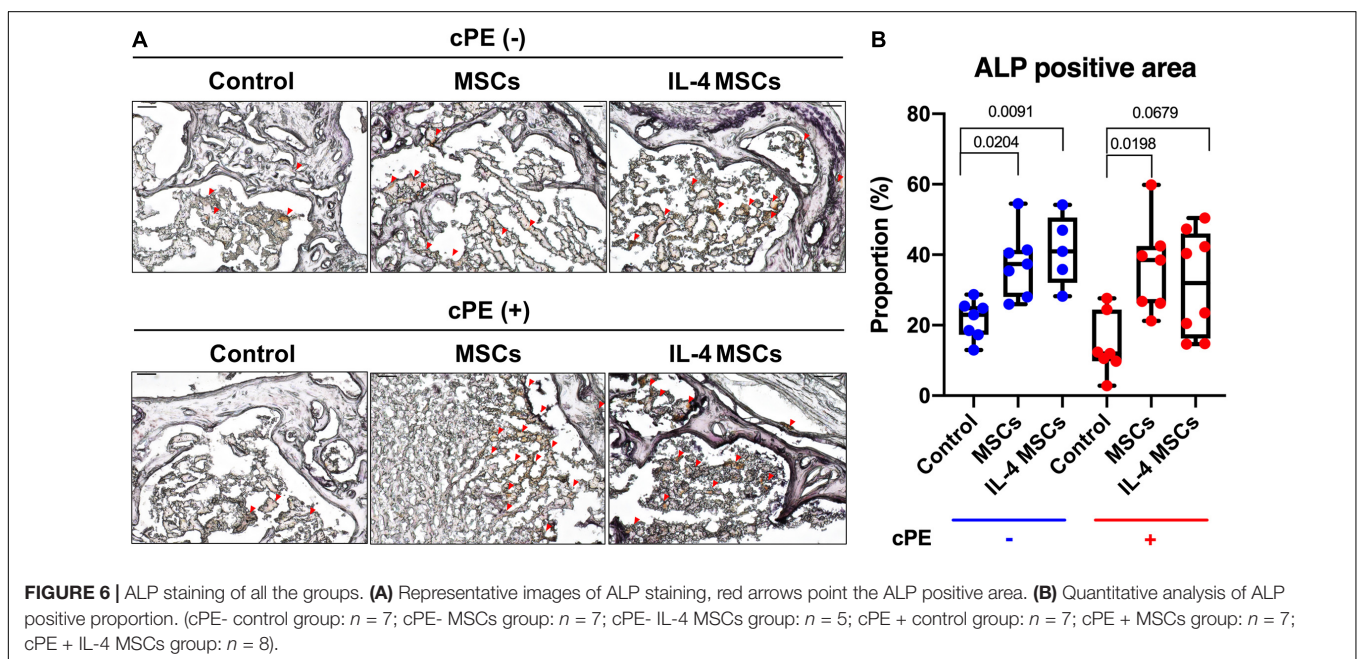 A
cPE (-)
Control MSCs IL-4 MSCs
cPE (+)
Control MSCs IL-4 MSCs
B
ALP positive area
Proportion (%)
80
60
40
20
0
0.0091
0.0204
0.0679
0.0198
Control
MSCs
IL-4 MSCs
Control
MSCs
IL-4 MSCs
cPE - +
FIGURE 6 | ALP staining of all the groups. (A) Representative images of ALP staining, red arrows point the ALP positive area. (B) Quantitative analysis of ALP
positive proportion. (cPE- control group: n = 7; cPE- MSCs group: n = 7; cPE- IL-4 MSCs group: n = 5; cPE + control group: n = 7; cPE + MSCs group: n = 7;
cPE + IL-4 MSCs group: n = 8).